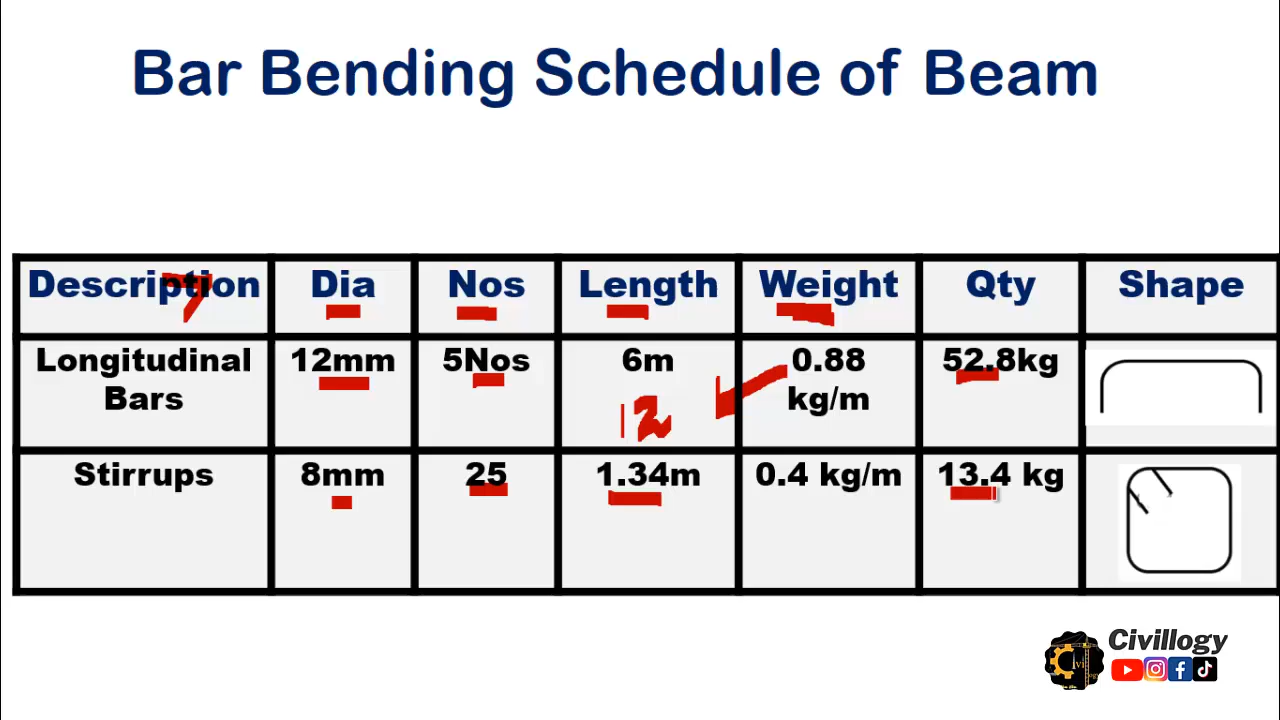 Bar Bending Schedule of Beam
Description Dia Nos Length Weight Qty Shape
Longitudinal Bars 12mm 5Nos 6m 0.88 kg/m 52.8kg
12
Stirrups 8mm 25 1.34m 0.4 kg/m 13.4 kg
Civillogy